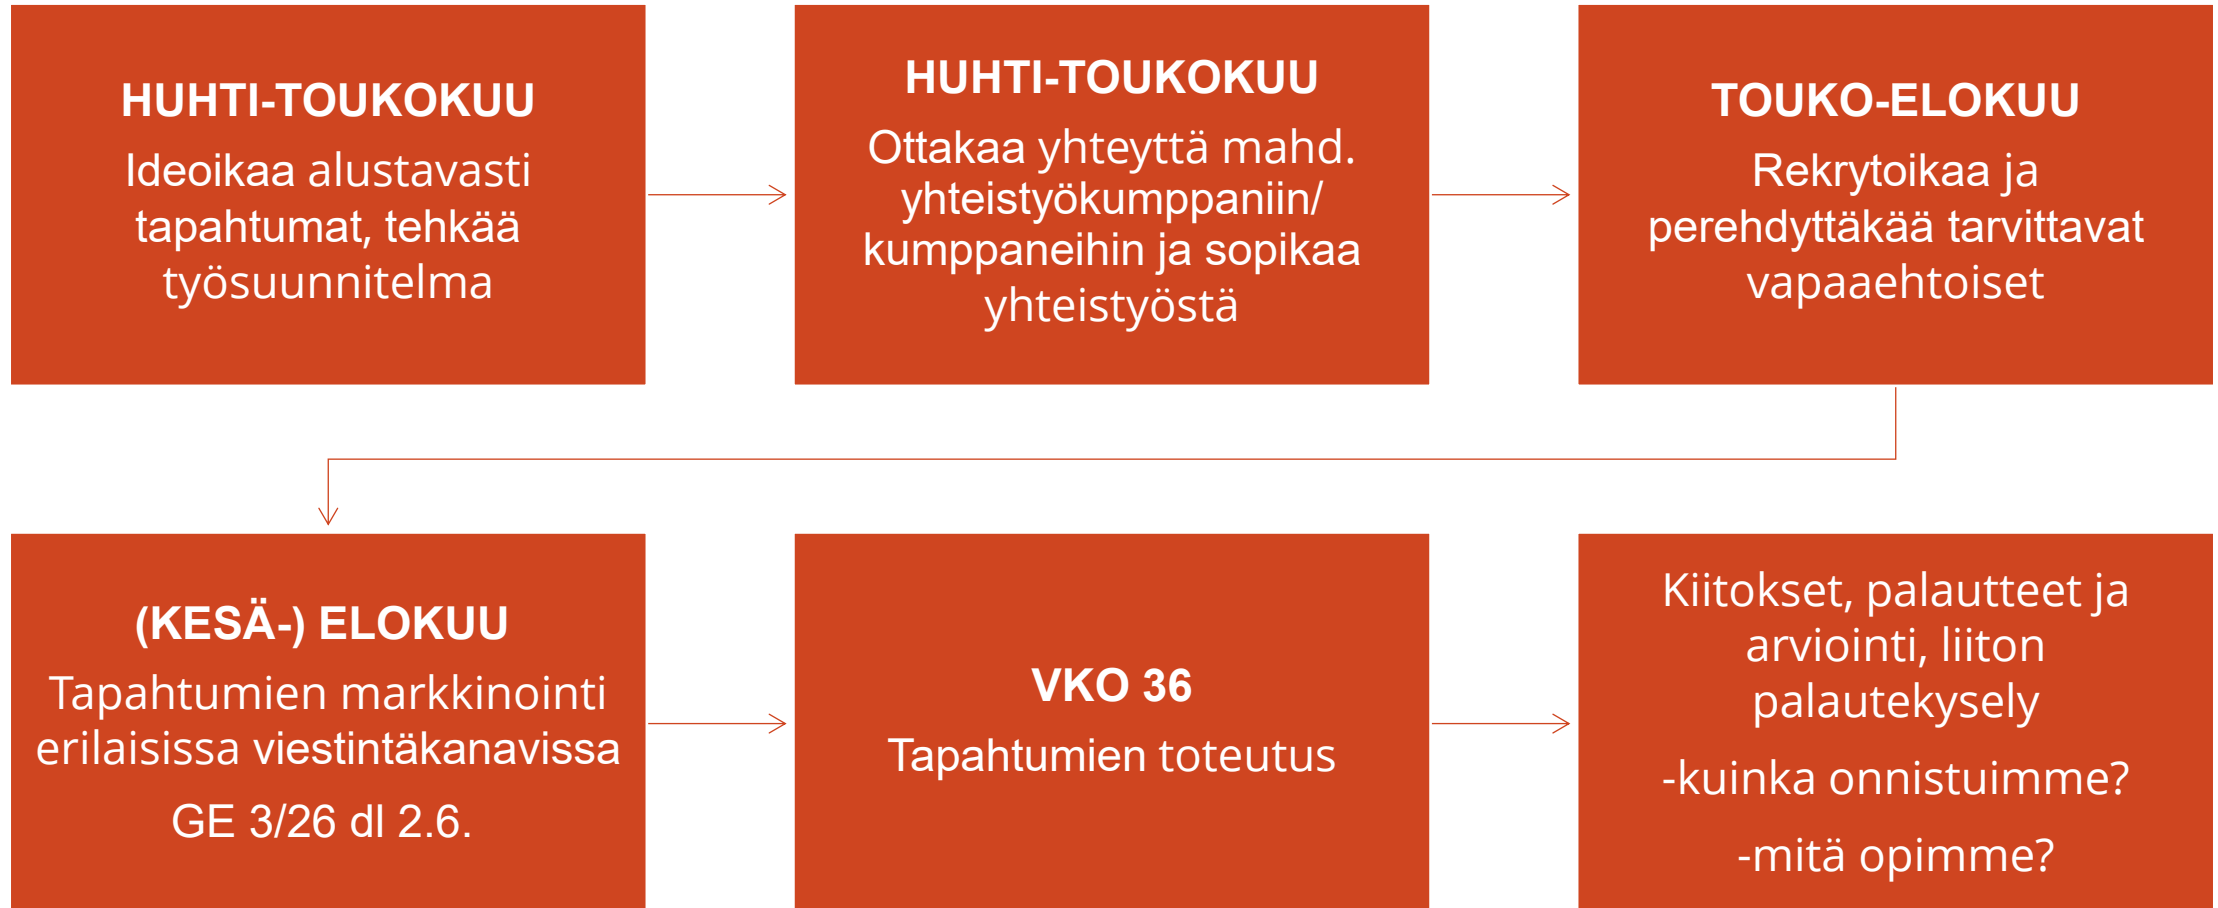 HUHTI-TOUKOKUU
Ideoikaa alustavasti
tapahtumat, tehkää
työsuunnitelma
HUHTI-TOUKOKUU
Ottakaa yhteyttä mahd.
yhteistyökumppaniin/
kumppaneihin ja sopikaa
yhteistyöstä
TOUKO-ELOKUU
Rekrytoikaa ja
perehdyttäkää tarvittavat
vapaaehtoiset
(KESÄ-) ELOKUU
Tapahtumien markkinointi
erilaisissa viestintäkanavissa
GE 3/26 dl 2.6.
VKO 36
Tapahtumien toteutus
Kiitokset, palautteet ja
arviointi, liiton
palautekysely
-kuinka onnistuimme?
-mitä opimme?